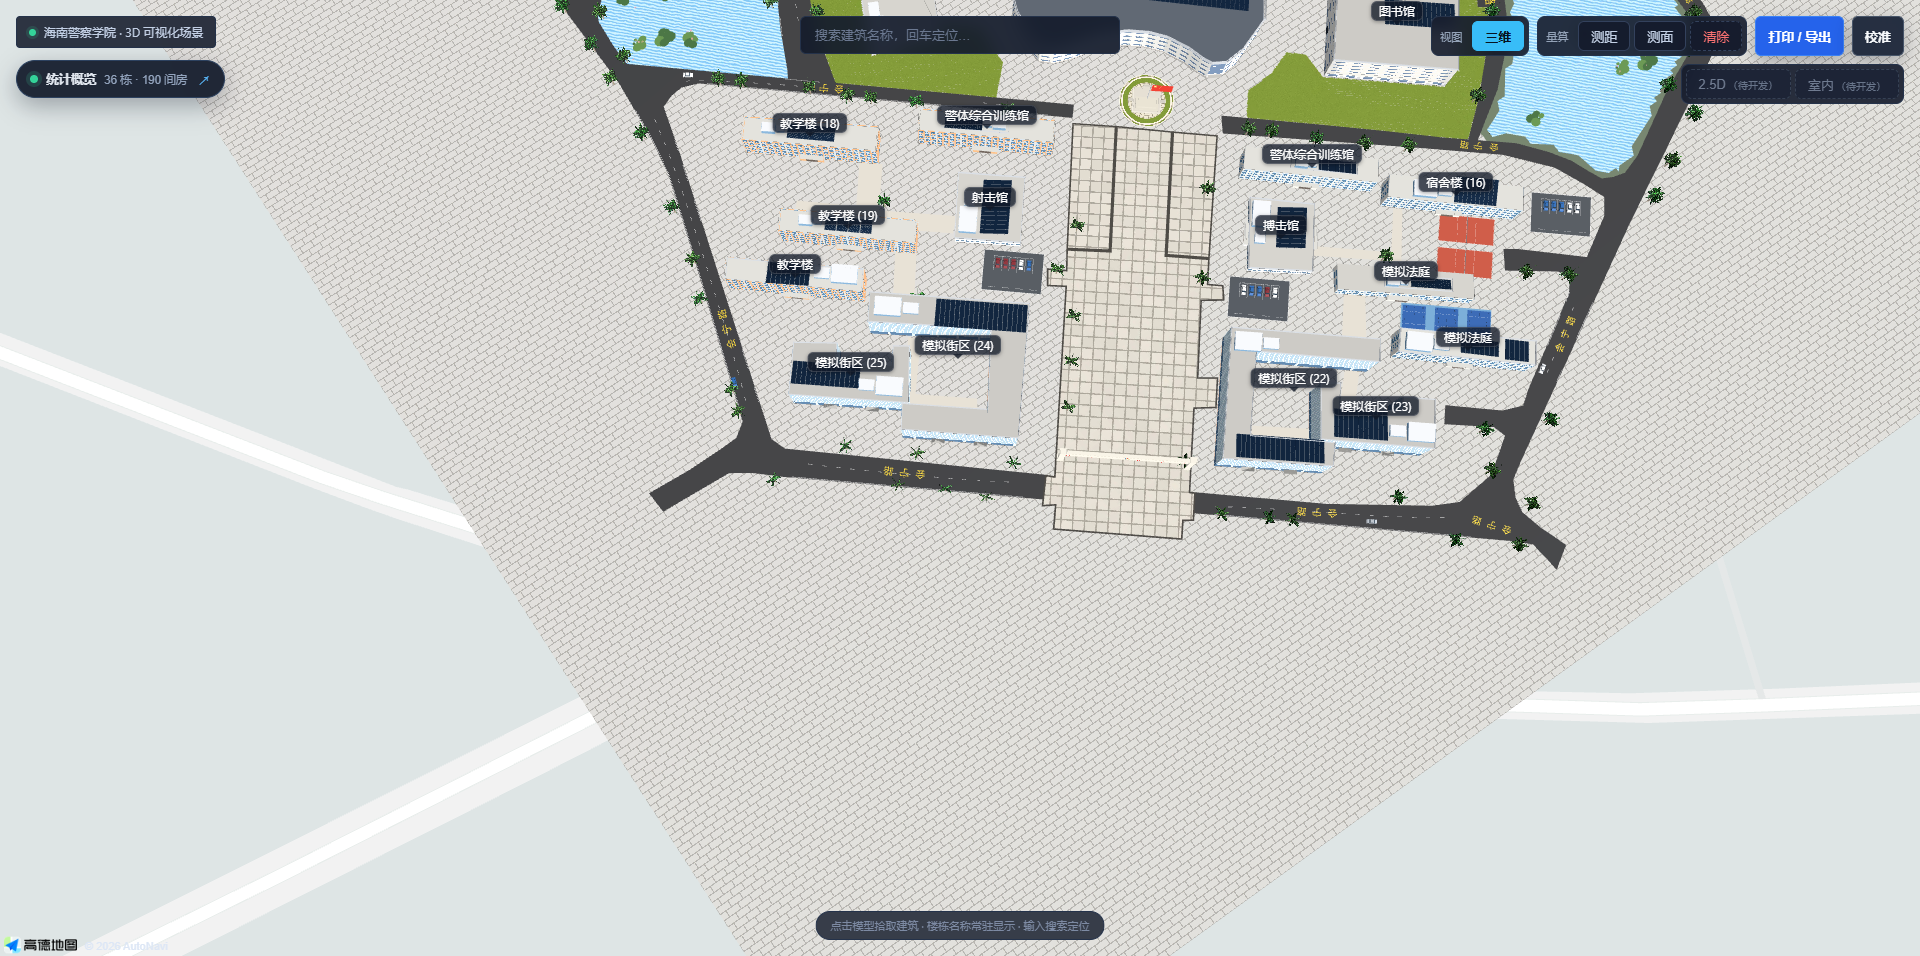 海南警察学院 · 3D 可视化场景
统计概览 36 栋 · 190 间房 ↗
搜索建筑名称，回车定位...
视图 三维
量算 测距 测面 清除
打印 / 导出
校准
2.5D（待开发）
室内（待开发）
图书馆
教学楼 (18)
警体综合训练馆
警体综合训练馆
宿舍楼 (16)
射击馆
教学楼 (19)
搏击馆
教学楼
模拟法庭
模拟街区 (24)
模拟法庭
模拟街区 (25)
模拟街区 (22)
模拟街区 (23)
点击模型拾取建筑 · 楼栋名称常驻显示 · 输入搜索定位
高德地图 © 2026 AutoNavi